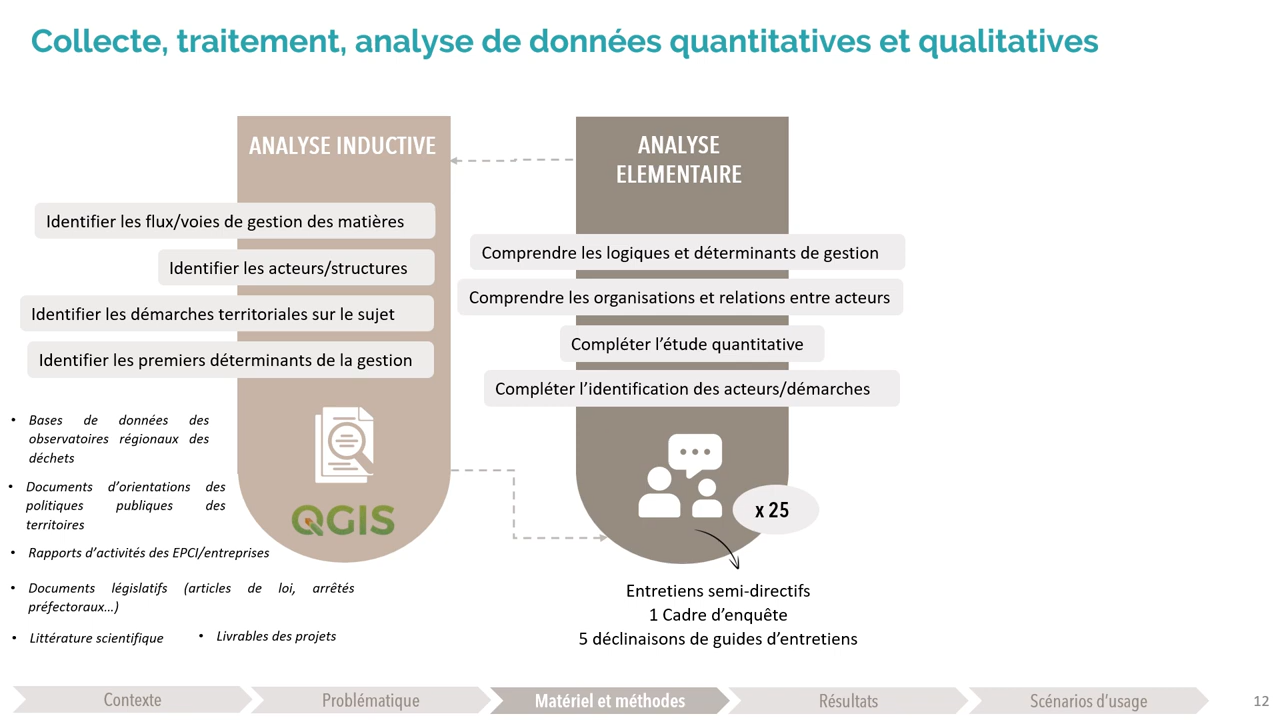 Collecte, traitement, analyse de données quantitatives et qualitatives
ANALYSE INDUCTIVE
Identifier les flux/voies de gestion des matières
Identifier les acteurs/structures
Identifier les démarches territoriales sur le sujet
Identifier les premiers déterminants de la gestion
• Bases de données des
observatoires régionaux des
déchets
• Documents d’orientations des
politiques publiques des
territoires
• Rapports d’activités des EPCI/entreprises
• Documents législatifs (articles de loi, arrêtés
préfectoraux…)
• Littérature scientifique
• Livrables des projets
QGIS
ANALYSE
ELEMENTAIRE
Comprendre les logiques et déterminants de gestion
Comprendre les organisations et relations entre acteurs
Compléter l’étude quantitative
Compléter l’identification des acteurs/démarches
x 25
Entretiens semi-directifs
1 Cadre d’enquête
5 déclinaisons de guides d’entretiens
Contexte
Problématique
Matériel et méthodes
Résultats
Scénarios d’usage
12